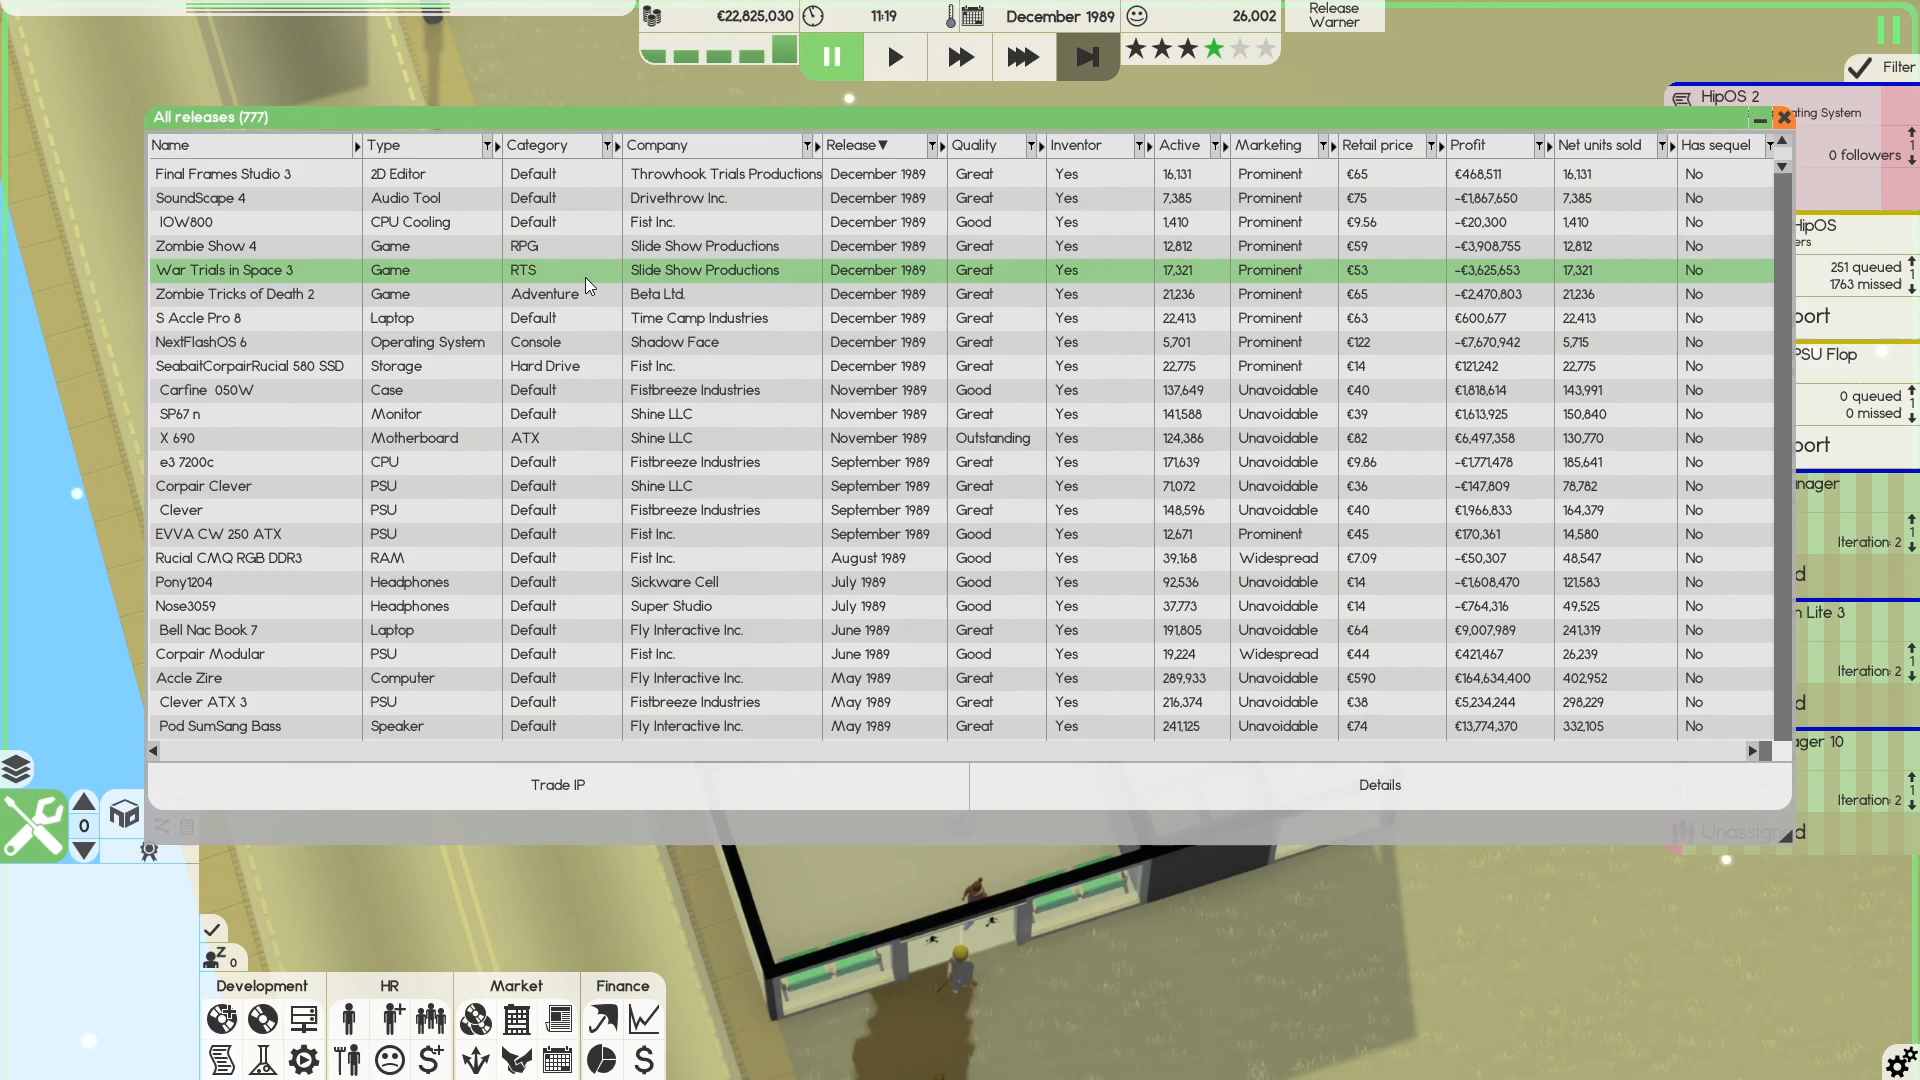 €22,825,030 11:19 December 1989 26,002
Release Warner
Filter
All releases (777)
Name Type Category Company Release▼ Quality Inventor Active Marketing Retail price Profit Net units sold Has sequel
Final Frames Studio 3 2D Editor Default Throwhook Trials Productions December 1989 Great Yes 16,131 Prominent €65 €468,511 16,131 No
SoundScape 4 Audio Tool Default Drivethrow Inc. December 1989 Great Yes 7,385 Prominent €75 -€1,867,650 7,385 No
IOW800 CPU Cooling Default Fist Inc. December 1989 Good Yes 1,410 Prominent €9.56 -€20,300 1,410 No
Zombie Show 4 Game RPG Slide Show Productions December 1989 Great Yes 12,812 Prominent €59 -€3,908,755 12,812 No
War Trials in Space 3 Game RTS Slide Show Productions December 1989 Great Yes 17,321 Prominent €53 -€3,625,653 17,321 No
Zombie Tricks of Death 2 Game Adventure Beta Ltd. December 1989 Great Yes 21,236 Prominent €65 -€2,470,803 21,236 No
S Accle Pro 8 Laptop Default Time Camp Industries December 1989 Great Yes 22,413 Prominent €63 €600,677 22,413 No
NextFlashOS 6 Operating System Console Shadow Face December 1989 Great Yes 5,701 Prominent €122 -€7,670,942 5,715 No
SeabaitCorpairRucial 580 SSD Storage Hard Drive Fist Inc. December 1989 Great Yes 22,775 Prominent €14 €121,242 22,775 No
Carfine 050W Case Default Fistbreeze Industries November 1989 Good Yes 137,649 Unavoidable €40 €1,818,614 143,991 No
SP67 n Monitor Default Shine LLC November 1989 Great Yes 141,588 Unavoidable €39 €1,613,925 150,840 No
X 690 Motherboard ATX Shine LLC November 1989 Outstanding Yes 124,386 Unavoidable €82 €6,497,358 130,770 No
e3 7200c CPU Default Fistbreeze Industries September 1989 Great Yes 171,639 Unavoidable €9.86 -€1,771,478 185,641 No
Corpair Clever PSU Default Shine LLC September 1989 Great Yes 71,072 Unavoidable €36 -€147,809 78,782 No
Clever PSU Default Fistbreeze Industries September 1989 Great Yes 148,596 Unavoidable €40 €1,966,833 164,379 No
EVVA CW 250 ATX PSU Default Fist Inc. September 1989 Good Yes 12,671 Prominent €45 €170,361 14,580 No
Rucial CMQ RGB DDR3 RAM Default Fist Inc. August 1989 Good Yes 39,168 Widespread €7.09 -€50,307 48,547 No
Pony1204 Headphones Default Sickware Cell July 1989 Good Yes 92,536 Unavoidable €14 -€1,608,470 121,583 No
Nose3059 Headphones Default Super Studio July 1989 Good Yes 37,773 Unavoidable €14 -€764,316 49,525 No
Bell Nac Book 7 Laptop Default Fly Interactive Inc. June 1989 Great Yes 191,805 Unavoidable €64 €9,007,989 241,319 No
Corpair Modular PSU Default Fist Inc. June 1989 Good Yes 19,224 Widespread €44 €421,467 26,239 No
Accle Zire Computer Default Fly Interactive Inc. May 1989 Great Yes 289,933 Unavoidable €590 €164,634,400 402,952 No
Clever ATX 3 PSU Default Fistbreeze Industries May 1989 Great Yes 216,374 Unavoidable €38 €5,234,244 298,229 No
Pod SumSang Bass Speaker Default Fly Interactive Inc. May 1989 Great Yes 241,125 Unavoidable €74 €13,774,370 332,105 No
Trade IP Details
HipOS 2
ating System
0 followers
1
HipOS
ers
251 queued
1763 missed
1
port
PSU Flop
0 queued
0 missed
1
port
nager
Iteration: 2
1
d
n Lite 3
Iteration: 2
1
d
ager 10
Iteration: 2
1
Unassigned
0
z 0
Development HR Market Finance